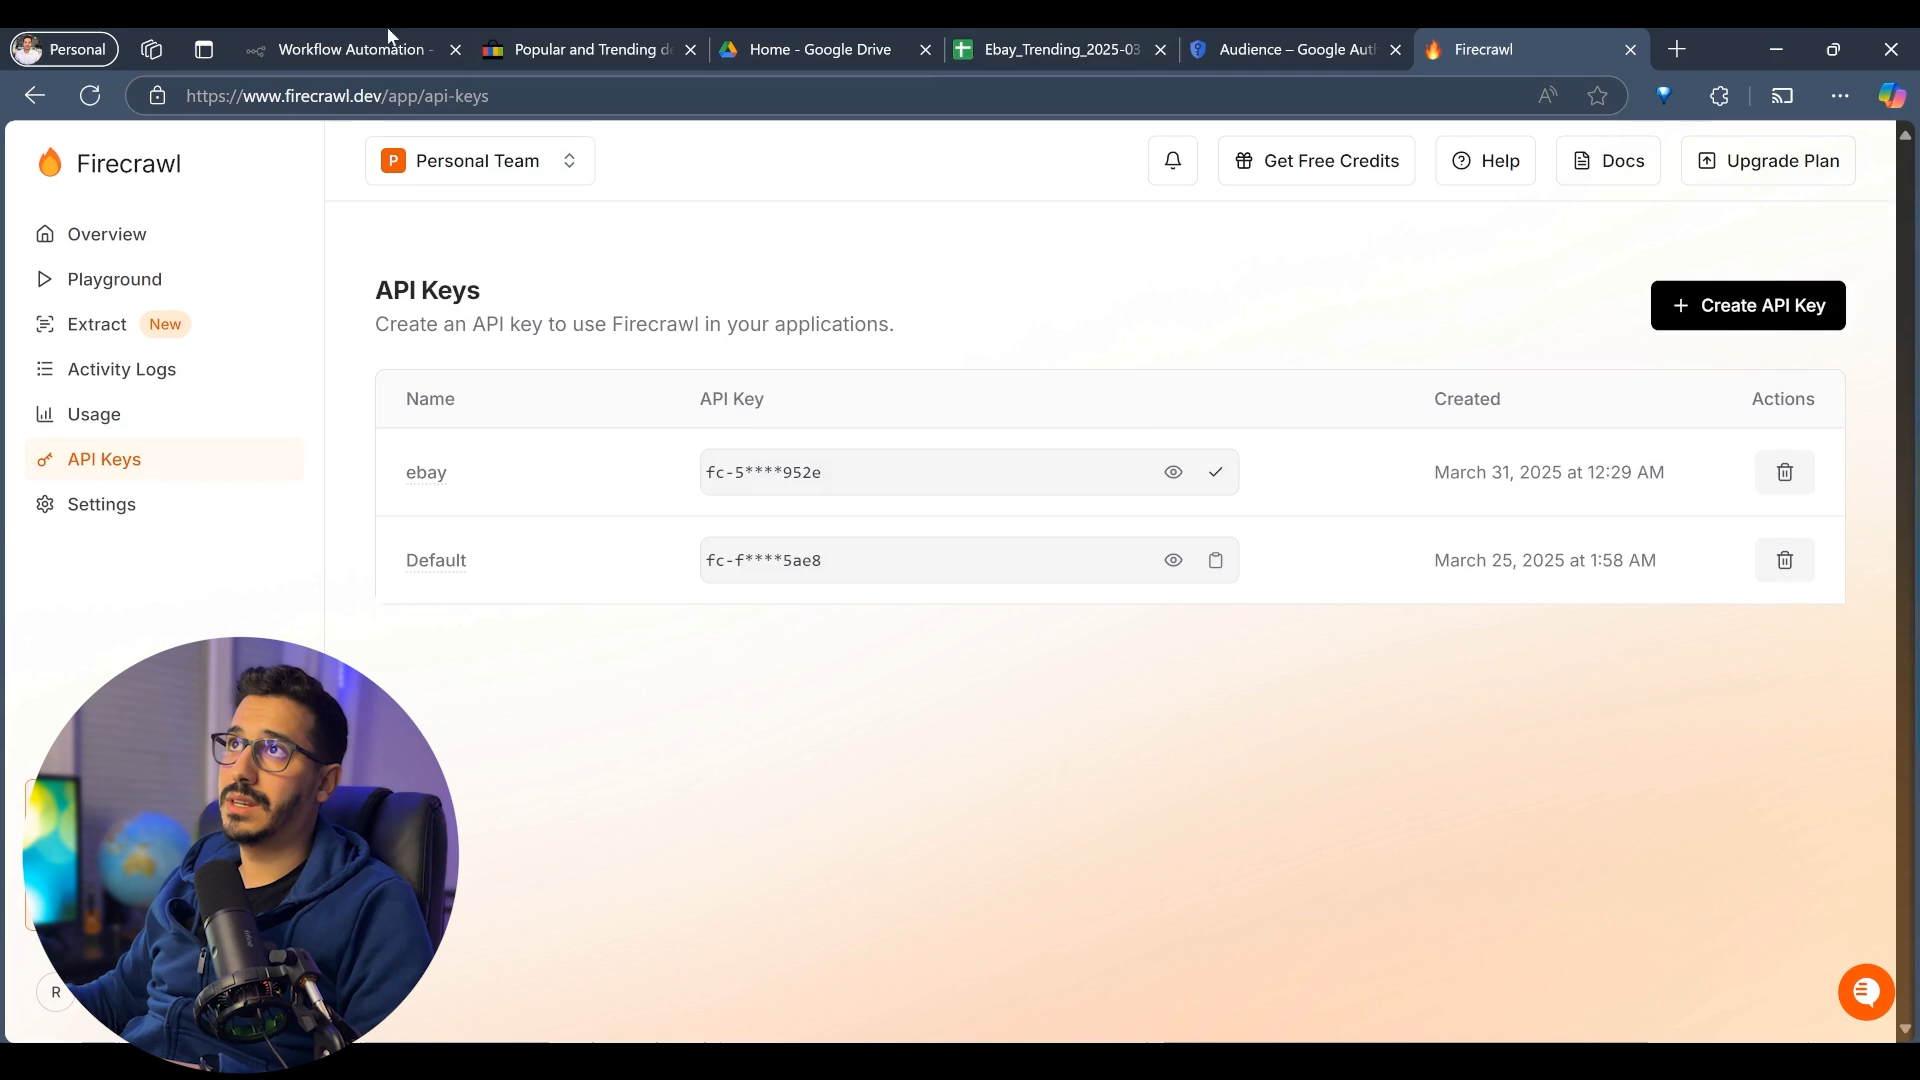 Personal
Workflow Automation -
Popular and Trending de
Home - Google Drive
Ebay_Trending_2025-03
Audience – Google Auth
Firecrawl
https://www.firecrawl.dev/app/api-keys
Firecrawl
P Personal Team
Get Free Credits
Help
Docs
Upgrade Plan
Overview
Playground
Extract New
Activity Logs
Usage
API Keys
Settings
API Keys
Create an API key to use Firecrawl in your applications.
+ Create API Key
Name API Key Created Actions
ebay fc-5****952e March 31, 2025 at 12:29 AM
Default fc-f****5ae8 March 25, 2025 at 1:58 AM
R
fifine